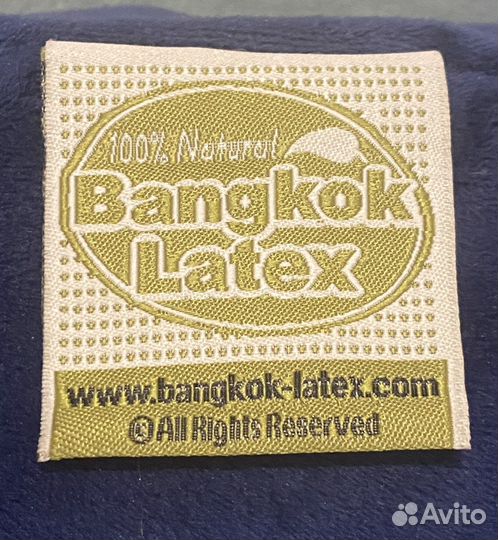 100% Natural
Bangkok
Latex
www.bangkok-latex.com
© All Rights Reserved
Avito